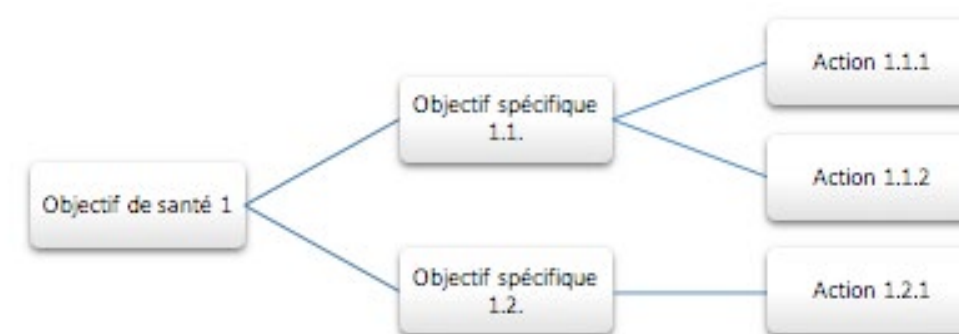 Objectif de santé 1
Objectif spécifique
1.1.
Action 1.1.1
Action 1.1.2
Objectif spécifique
1.2.
Action 1.2.1